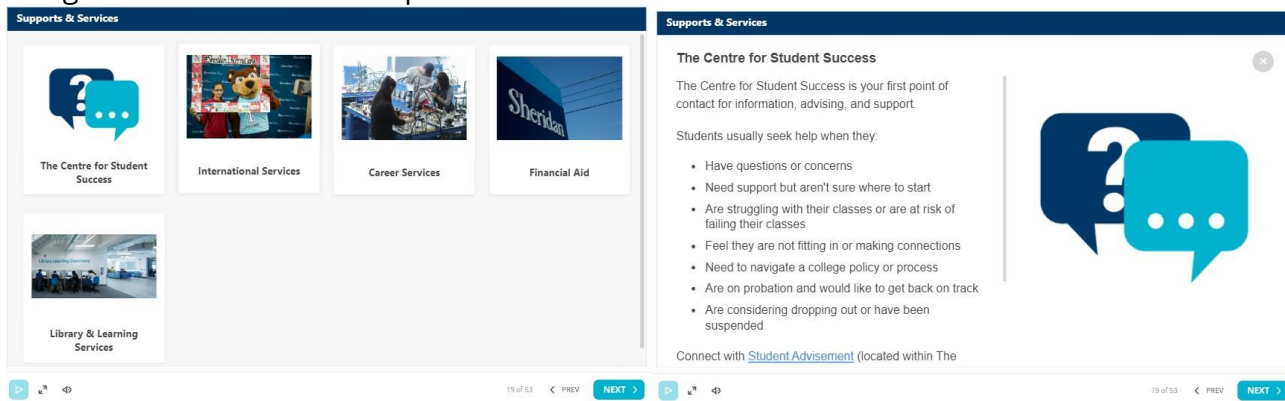 Supports & Services
The Centre for Student
Success
International Services
Career Services
Sheridan
Financial Aid
Library Learning Commons
Library & Learning
Services
19 of 53 < PREV NEXT >
Supports & Services
The Centre for Student Success
The Centre for Student Success is your first point of
contact for information, advising, and support.
Students usually seek help when they:
• Have questions or concerns
• Need support but aren't sure where to start
• Are struggling with their classes or are at risk of
failing their classes
• Feel they are not fitting in or making connections
• Need to navigate a college policy or process
• Are on probation and would like to get back on track
• Are considering dropping out or have been
suspended
Connect with Student Advisement (located within The
19 of 53 < PREV NEXT >